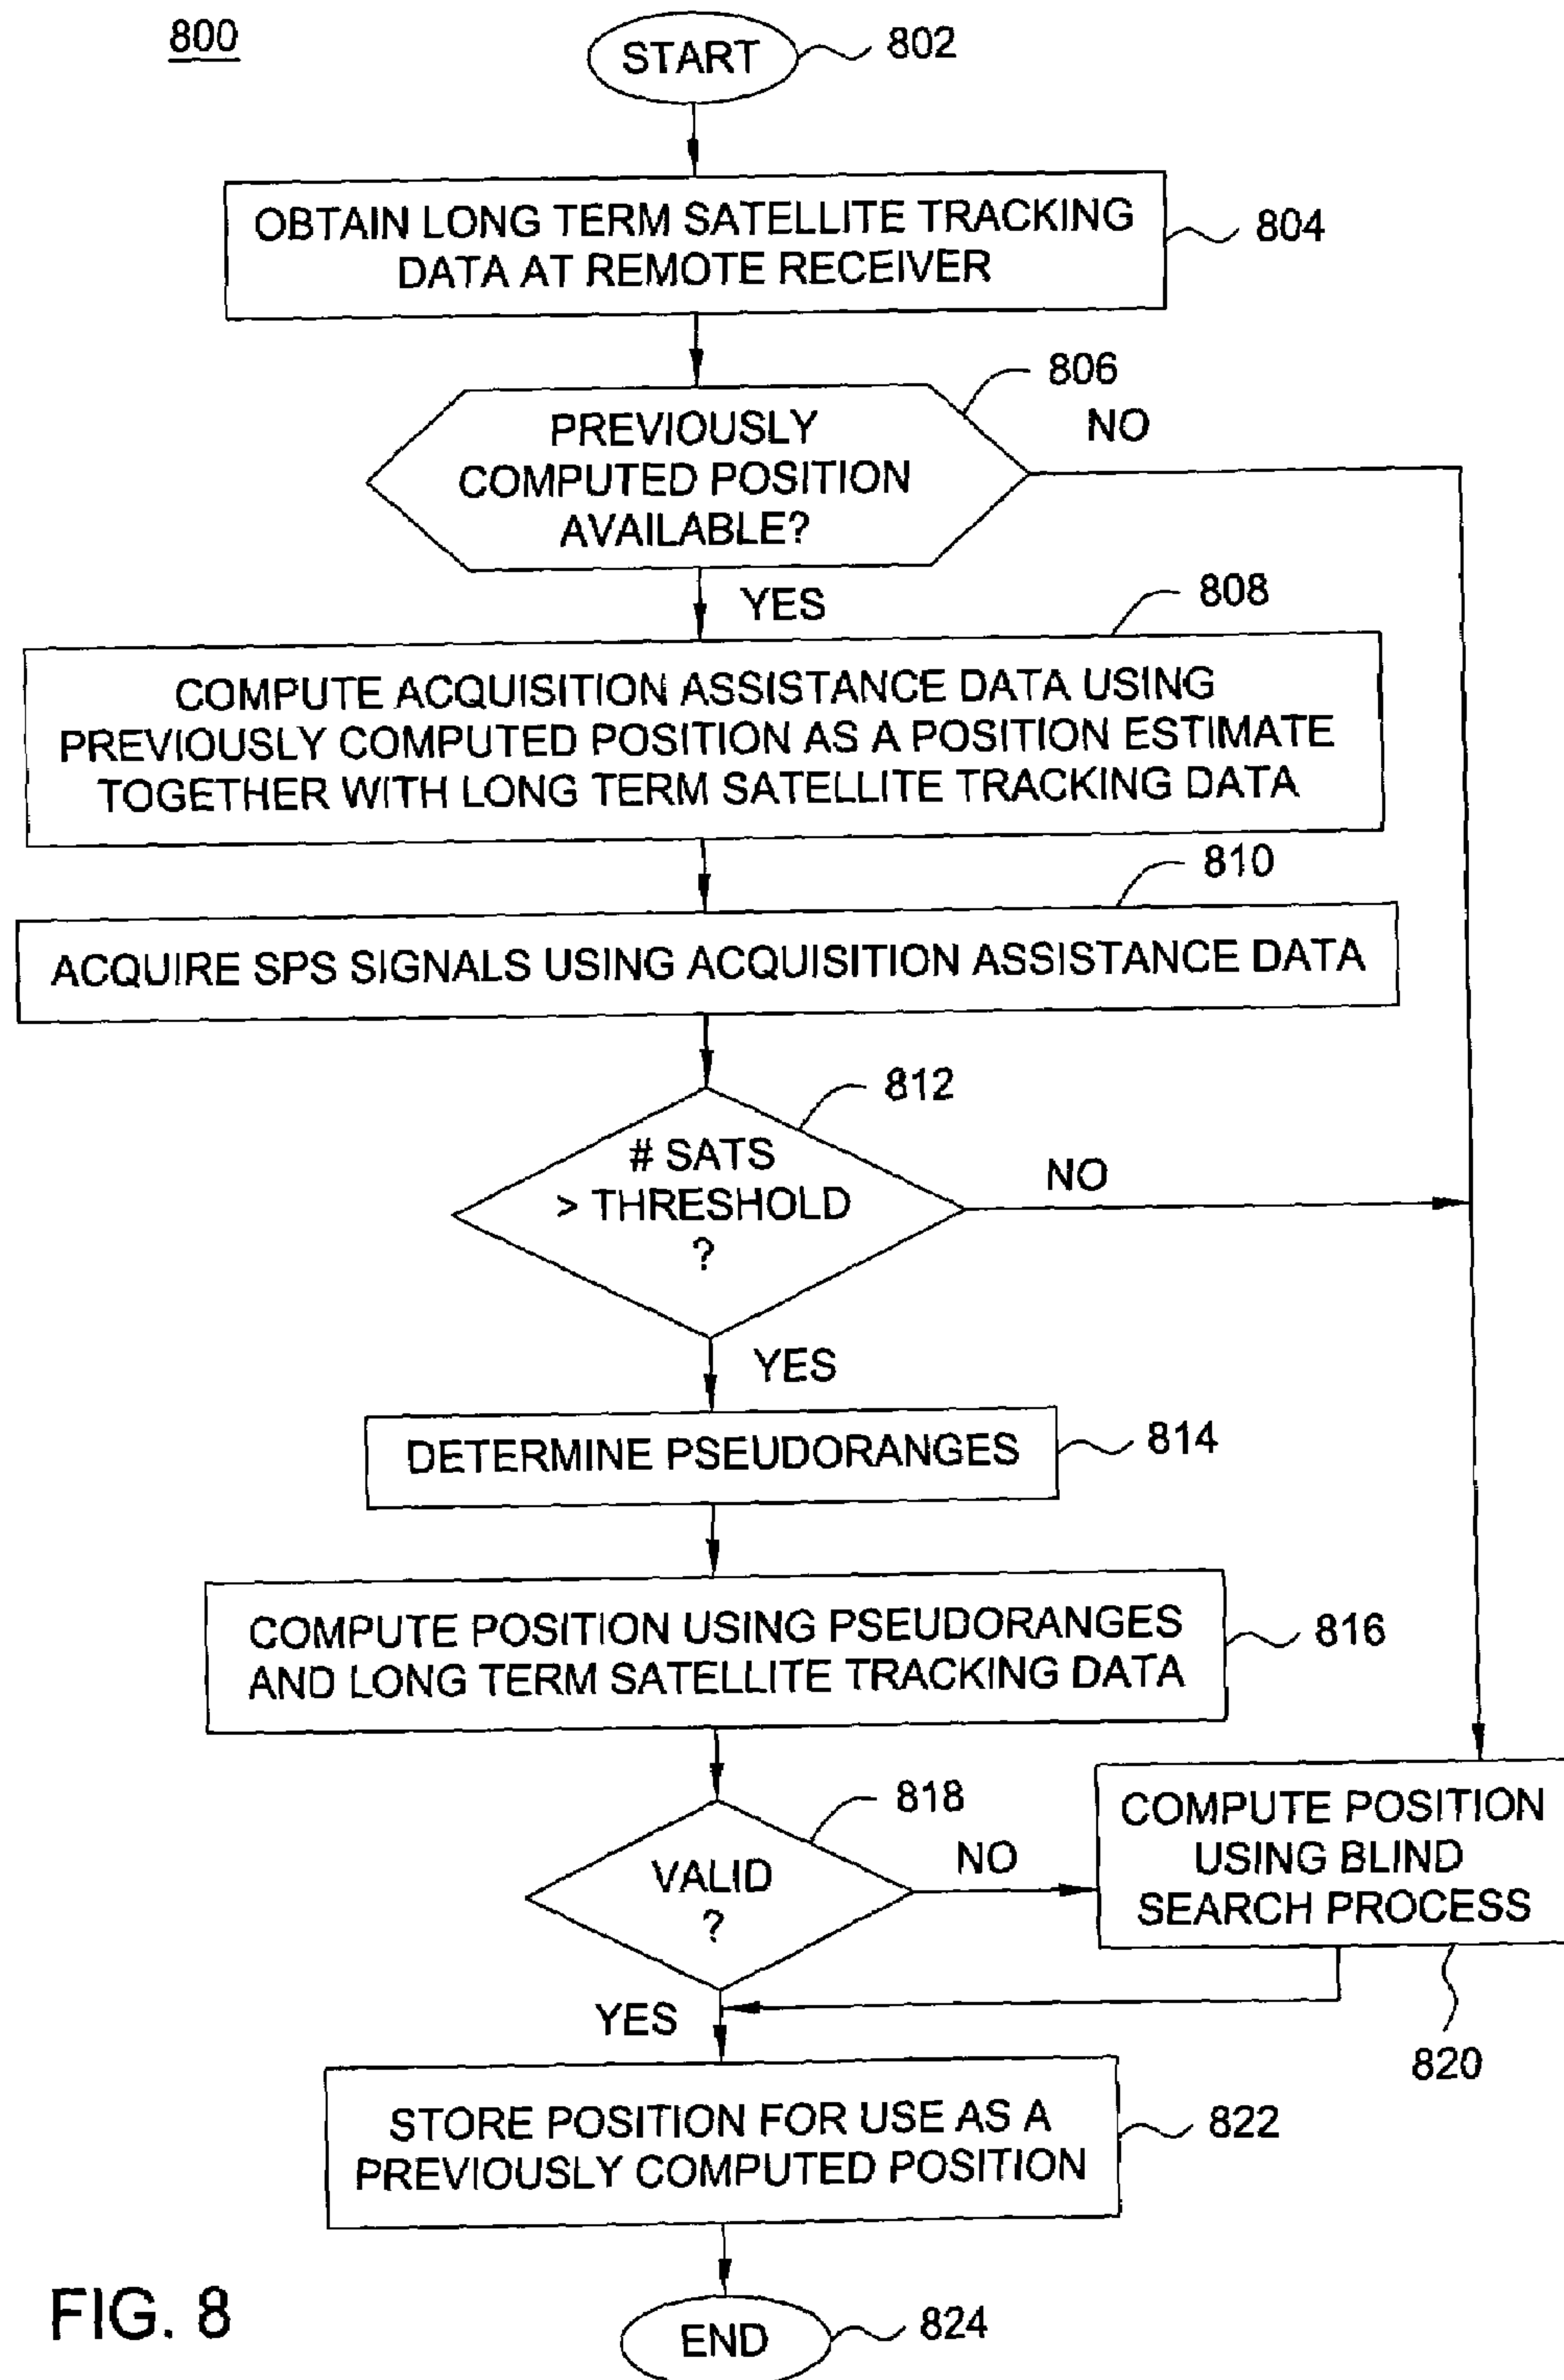 800
START
802
OBTAIN LONG TERM SATELLITE TRACKING
DATA AT REMOTE RECEIVER
804
806
PREVIOUSLY
COMPUTED POSITION
AVAILABLE?
NO
YES
808
COMPUTE ACQUISITION ASSISTANCE DATA USING
PREVIOUSLY COMPUTED POSITION AS A POSITION ESTIMATE
TOGETHER WITH LONG TERM SATELLITE TRACKING DATA
810
ACQUIRE SPS SIGNALS USING ACQUISITION ASSISTANCE DATA
812
# SATS
> THRESHOLD
?
NO
YES
DETERMINE PSEUDORANGES
814
COMPUTE POSITION USING PSEUDORANGES
AND LONG TERM SATELLITE TRACKING DATA
816
818
VALID
?
NO
COMPUTE POSITION
USING BLIND
SEARCH PROCESS
YES
820
STORE POSITION FOR USE AS A
PREVIOUSLY COMPUTED POSITION
822
FIG. 8
END
824